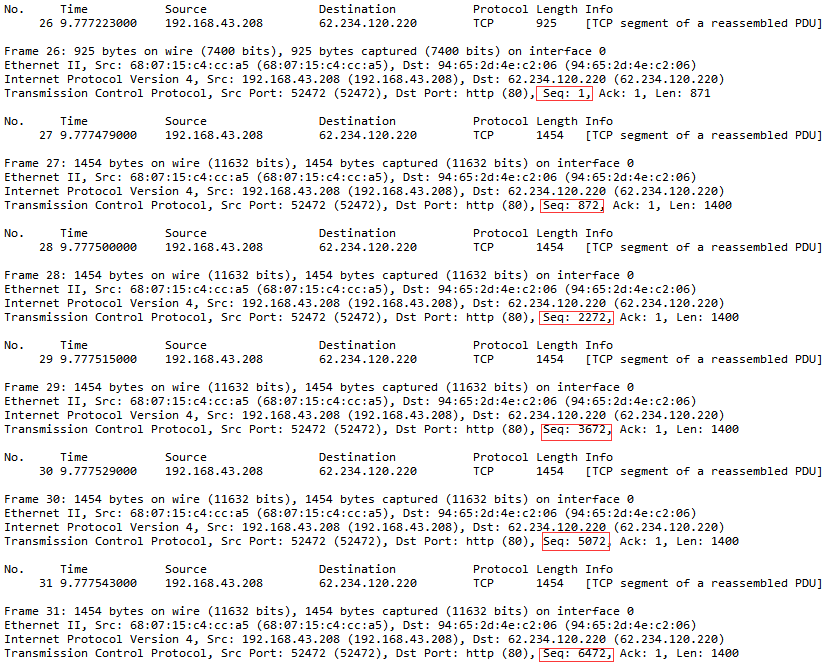 No. Time Source Destination Protocol Length Info
26 9.777223000 192.168.43.208 62.234.120.220 TCP 925 [TCP segment of a reassembled PDU]
Frame 26: 925 bytes on wire (7400 bits), 925 bytes captured (7400 bits) on interface 0
Ethernet II, Src: 68:07:15:c4:cc:a5 (68:07:15:c4:cc:a5), Dst: 94:65:2d:4e:c2:06 (94:65:2d:4e:c2:06)
Internet Protocol Version 4, Src: 192.168.43.208 (192.168.43.208), Dst: 62.234.120.220 (62.234.120.220)
Transmission Control Protocol, Src Port: 52472 (52472), Dst Port: http (80), Seq: 1, Ack: 1, Len: 871
No. Time Source Destination Protocol Length Info
27 9.777479000 192.168.43.208 62.234.120.220 TCP 1454 [TCP segment of a reassembled PDU]
Frame 27: 1454 bytes on wire (11632 bits), 1454 bytes captured (11632 bits) on interface 0
Ethernet II, Src: 68:07:15:c4:cc:a5 (68:07:15:c4:cc:a5), Dst: 94:65:2d:4e:c2:06 (94:65:2d:4e:c2:06)
Internet Protocol Version 4, Src: 192.168.43.208 (192.168.43.208), Dst: 62.234.120.220 (62.234.120.220)
Transmission Control Protocol, Src Port: 52472 (52472), Dst Port: http (80), Seq: 872, Ack: 1, Len: 1400
No. Time Source Destination Protocol Length Info
28 9.777500000 192.168.43.208 62.234.120.220 TCP 1454 [TCP segment of a reassembled PDU]
Frame 28: 1454 bytes on wire (11632 bits), 1454 bytes captured (11632 bits) on interface 0
Ethernet II, Src: 68:07:15:c4:cc:a5 (68:07:15:c4:cc:a5), Dst: 94:65:2d:4e:c2:06 (94:65:2d:4e:c2:06)
Internet Protocol Version 4, Src: 192.168.43.208 (192.168.43.208), Dst: 62.234.120.220 (62.234.120.220)
Transmission Control Protocol, Src Port: 52472 (52472), Dst Port: http (80), Seq: 2272, Ack: 1, Len: 1400
No. Time Source Destination Protocol Length Info
29 9.777515000 192.168.43.208 62.234.120.220 TCP 1454 [TCP segment of a reassembled PDU]
Frame 29: 1454 bytes on wire (11632 bits), 1454 bytes captured (11632 bits) on interface 0
Ethernet II, Src: 68:07:15:c4:cc:a5 (68:07:15:c4:cc:a5), Dst: 94:65:2d:4e:c2:06 (94:65:2d:4e:c2:06)
Internet Protocol Version 4, Src: 192.168.43.208 (192.168.43.208), Dst: 62.234.120.220 (62.234.120.220)
Transmission Control Protocol, Src Port: 52472 (52472), Dst Port: http (80), Seq: 3672, Ack: 1, Len: 1400
No. Time Source Destination Protocol Length Info
30 9.777529000 192.168.43.208 62.234.120.220 TCP 1454 [TCP segment of a reassembled PDU]
Frame 30: 1454 bytes on wire (11632 bits), 1454 bytes captured (11632 bits) on interface 0
Ethernet II, Src: 68:07:15:c4:cc:a5 (68:07:15:c4:cc:a5), Dst: 94:65:2d:4e:c2:06 (94:65:2d:4e:c2:06)
Internet Protocol Version 4, Src: 192.168.43.208 (192.168.43.208), Dst: 62.234.120.220 (62.234.120.220)
Transmission Control Protocol, Src Port: 52472 (52472), Dst Port: http (80), Seq: 5072, Ack: 1, Len: 1400
No. Time Source Destination Protocol Length Info
31 9.777543000 192.168.43.208 62.234.120.220 TCP 1454 [TCP segment of a reassembled PDU]
Frame 31: 1454 bytes on wire (11632 bits), 1454 bytes captured (11632 bits) on interface 0
Ethernet II, Src: 68:07:15:c4:cc:a5 (68:07:15:c4:cc:a5), Dst: 94:65:2d:4e:c2:06 (94:65:2d:4e:c2:06)
Internet Protocol Version 4, Src: 192.168.43.208 (192.168.43.208), Dst: 62.234.120.220 (62.234.120.220)
Transmission Control Protocol, Src Port: 52472 (52472), Dst Port: http (80), Seq: 6472, Ack: 1, Len: 1400